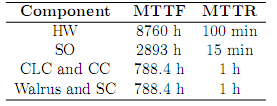 Component MTTF MTTR
HW 8760 h 100 min
SO 2893 h 15 min
CLC and CC 788.4 h 1 h
Walrus and SC 788.4 h 1 h